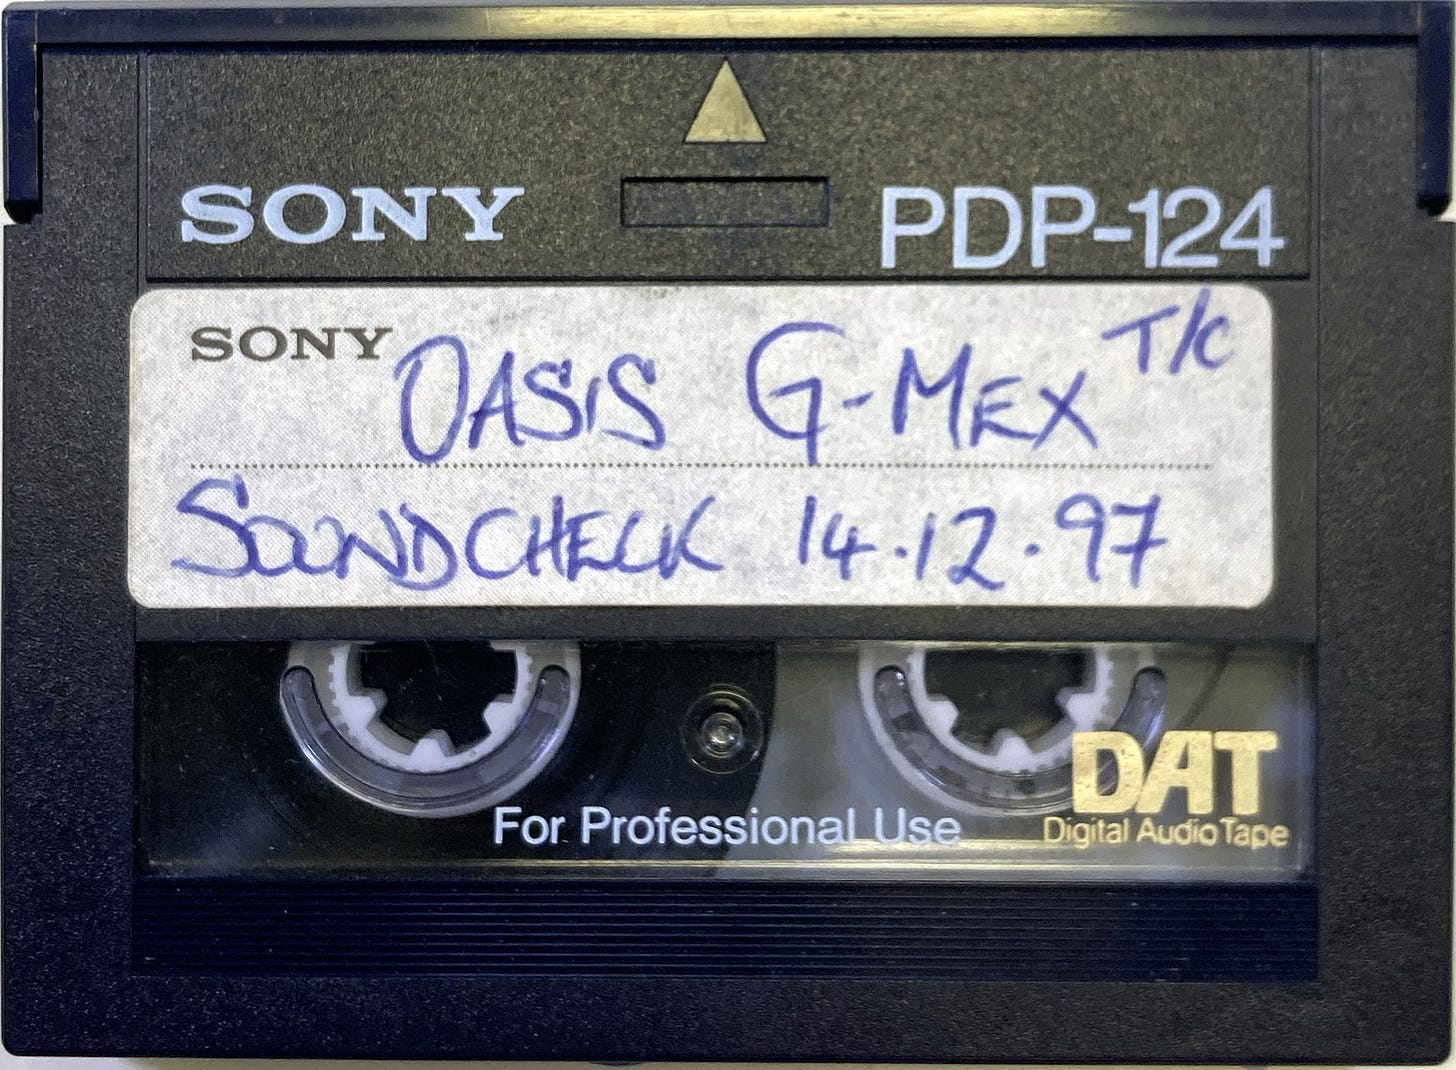 SONY PDP-124
SONY OASIS G-MEX T/C
SOUNDCHECK 14.12.97
For Professional Use
DAT
Digital Audio Tape